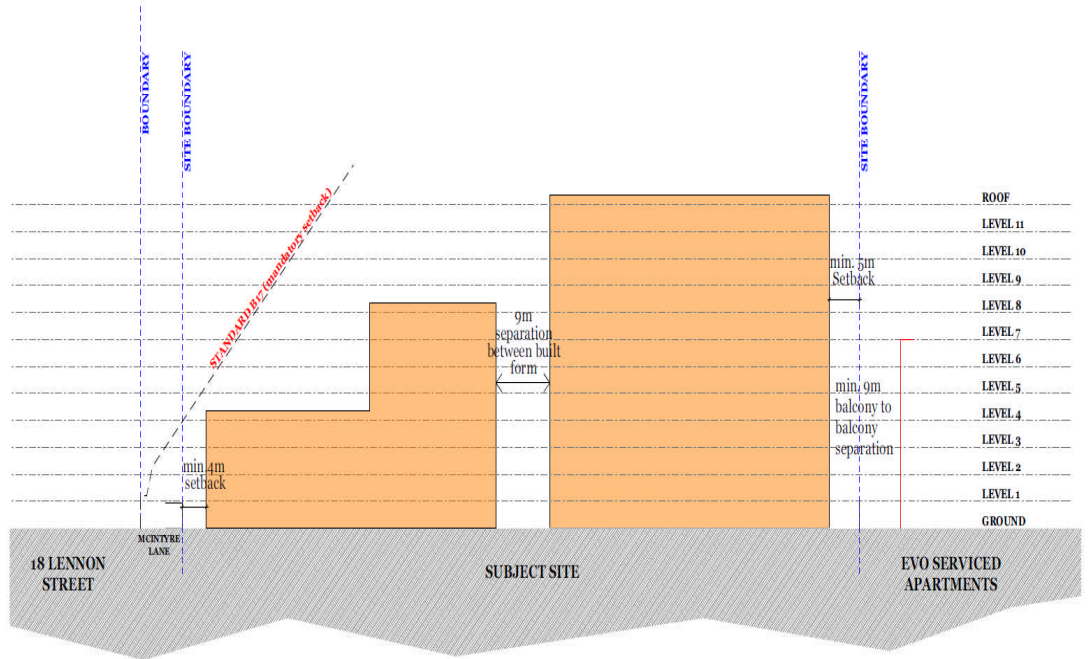 BOUNDARY
SITE BOUNDARY
STANDARD B17 (mandatory setback)
SITE BOUNDARY
ROOF
LEVEL 11
LEVEL 10
LEVEL 9
LEVEL 8
LEVEL 7
LEVEL 6
LEVEL 5
LEVEL 4
LEVEL 3
LEVEL 2
LEVEL 1
GROUND
min. 5m
Setback
9m
separation
between built
form
min. 9m
balcony to
balcony
separation
min 4m
setback
MCINTYRE
LANE
18 LENNON
STREET
SUBJECT SITE
EVO SERVICED
APARTMENTS